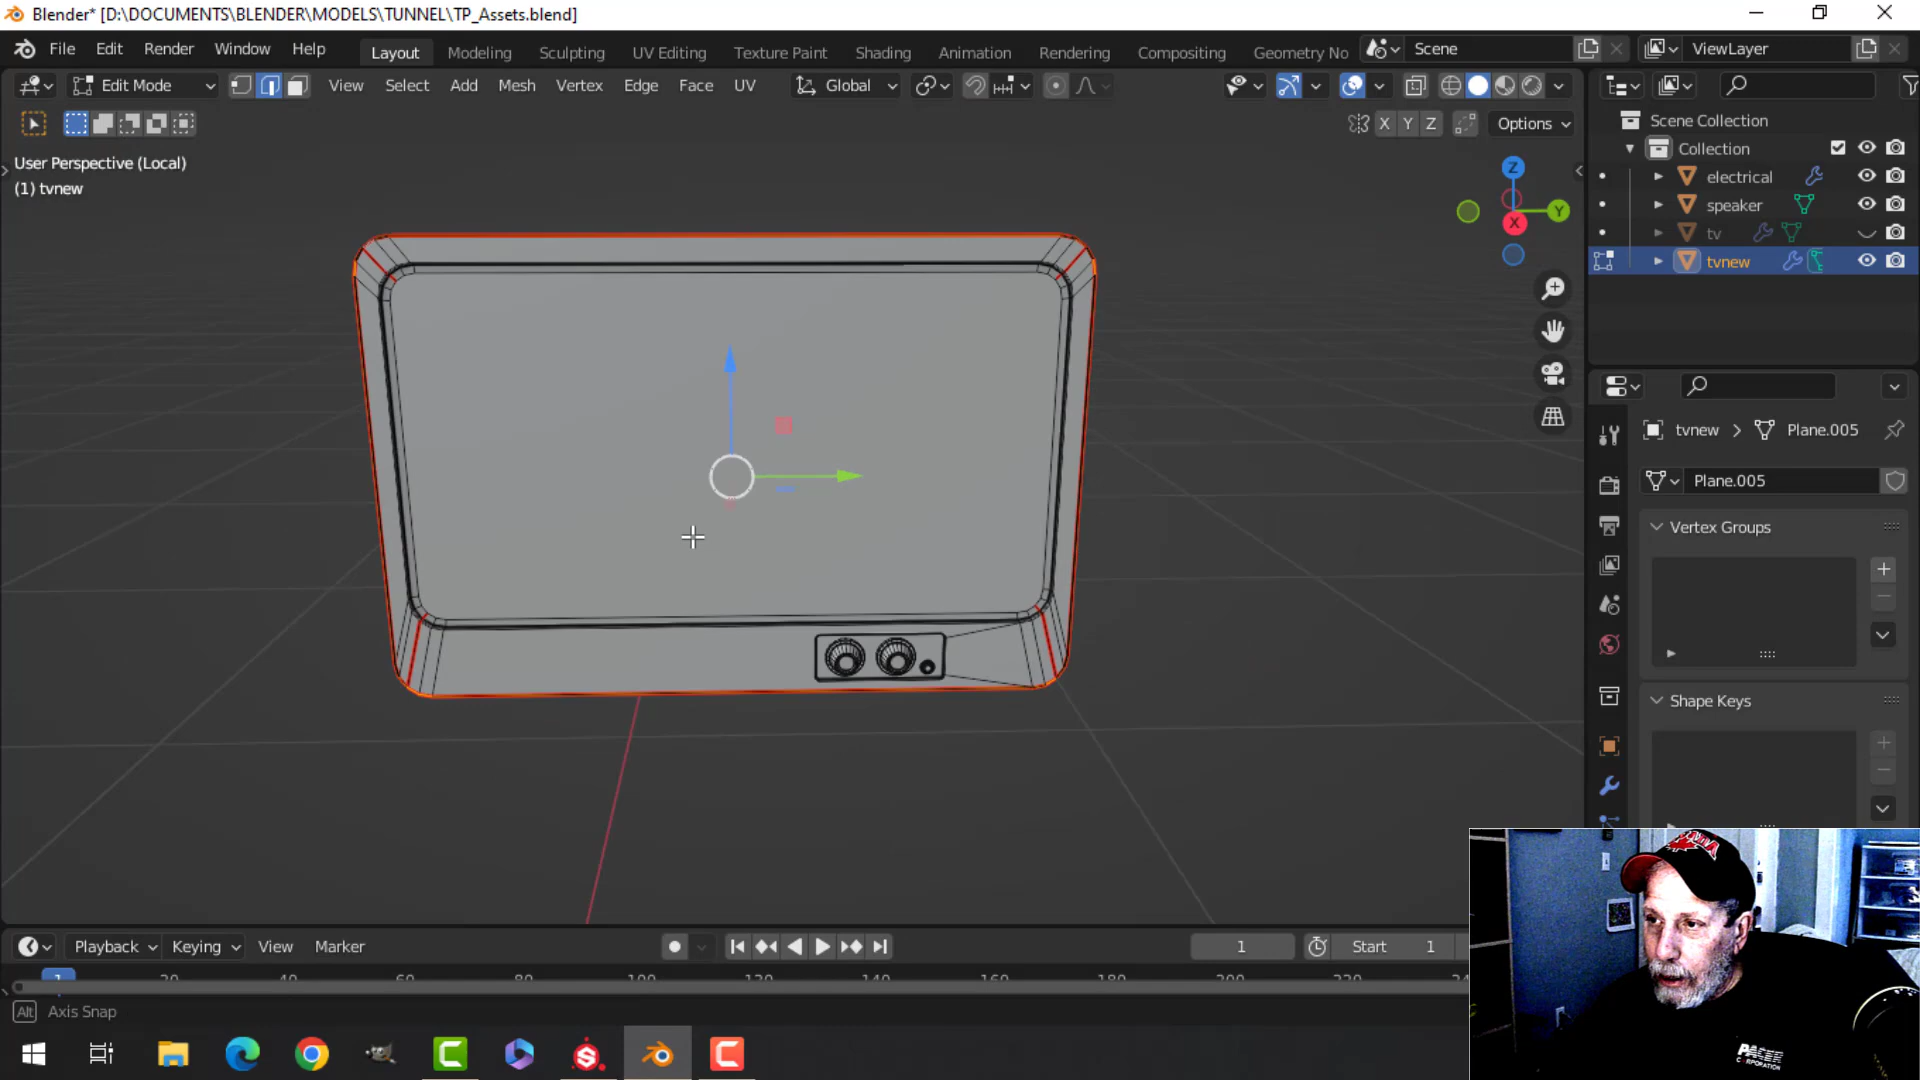 Blender* [D:\DOCUMENTS\BLENDER\MODELS\TUNNEL\TP_Assets.blend]
File Edit Render Window Help Layout Modeling Sculpting UV Editing Texture Paint Shading Animation Rendering Compositing Geometry No Scene ViewLayer
Edit Mode View Select Add Mesh Vertex Edge Face UV Global
X Y Z Options
Scene Collection
Collection
electrical
speaker
tv
tvnew
User Perspective (Local)
(1) tvnew
Z
Y
X
tvnew > Plane.005
Plane.005
Vertex Groups
Shape Keys
Playback Keying View Marker 1 Start 1
1 20 40 60 80 100 120 140 160 180 200 220
Alt Axis Snap
PACER
CORPORATION